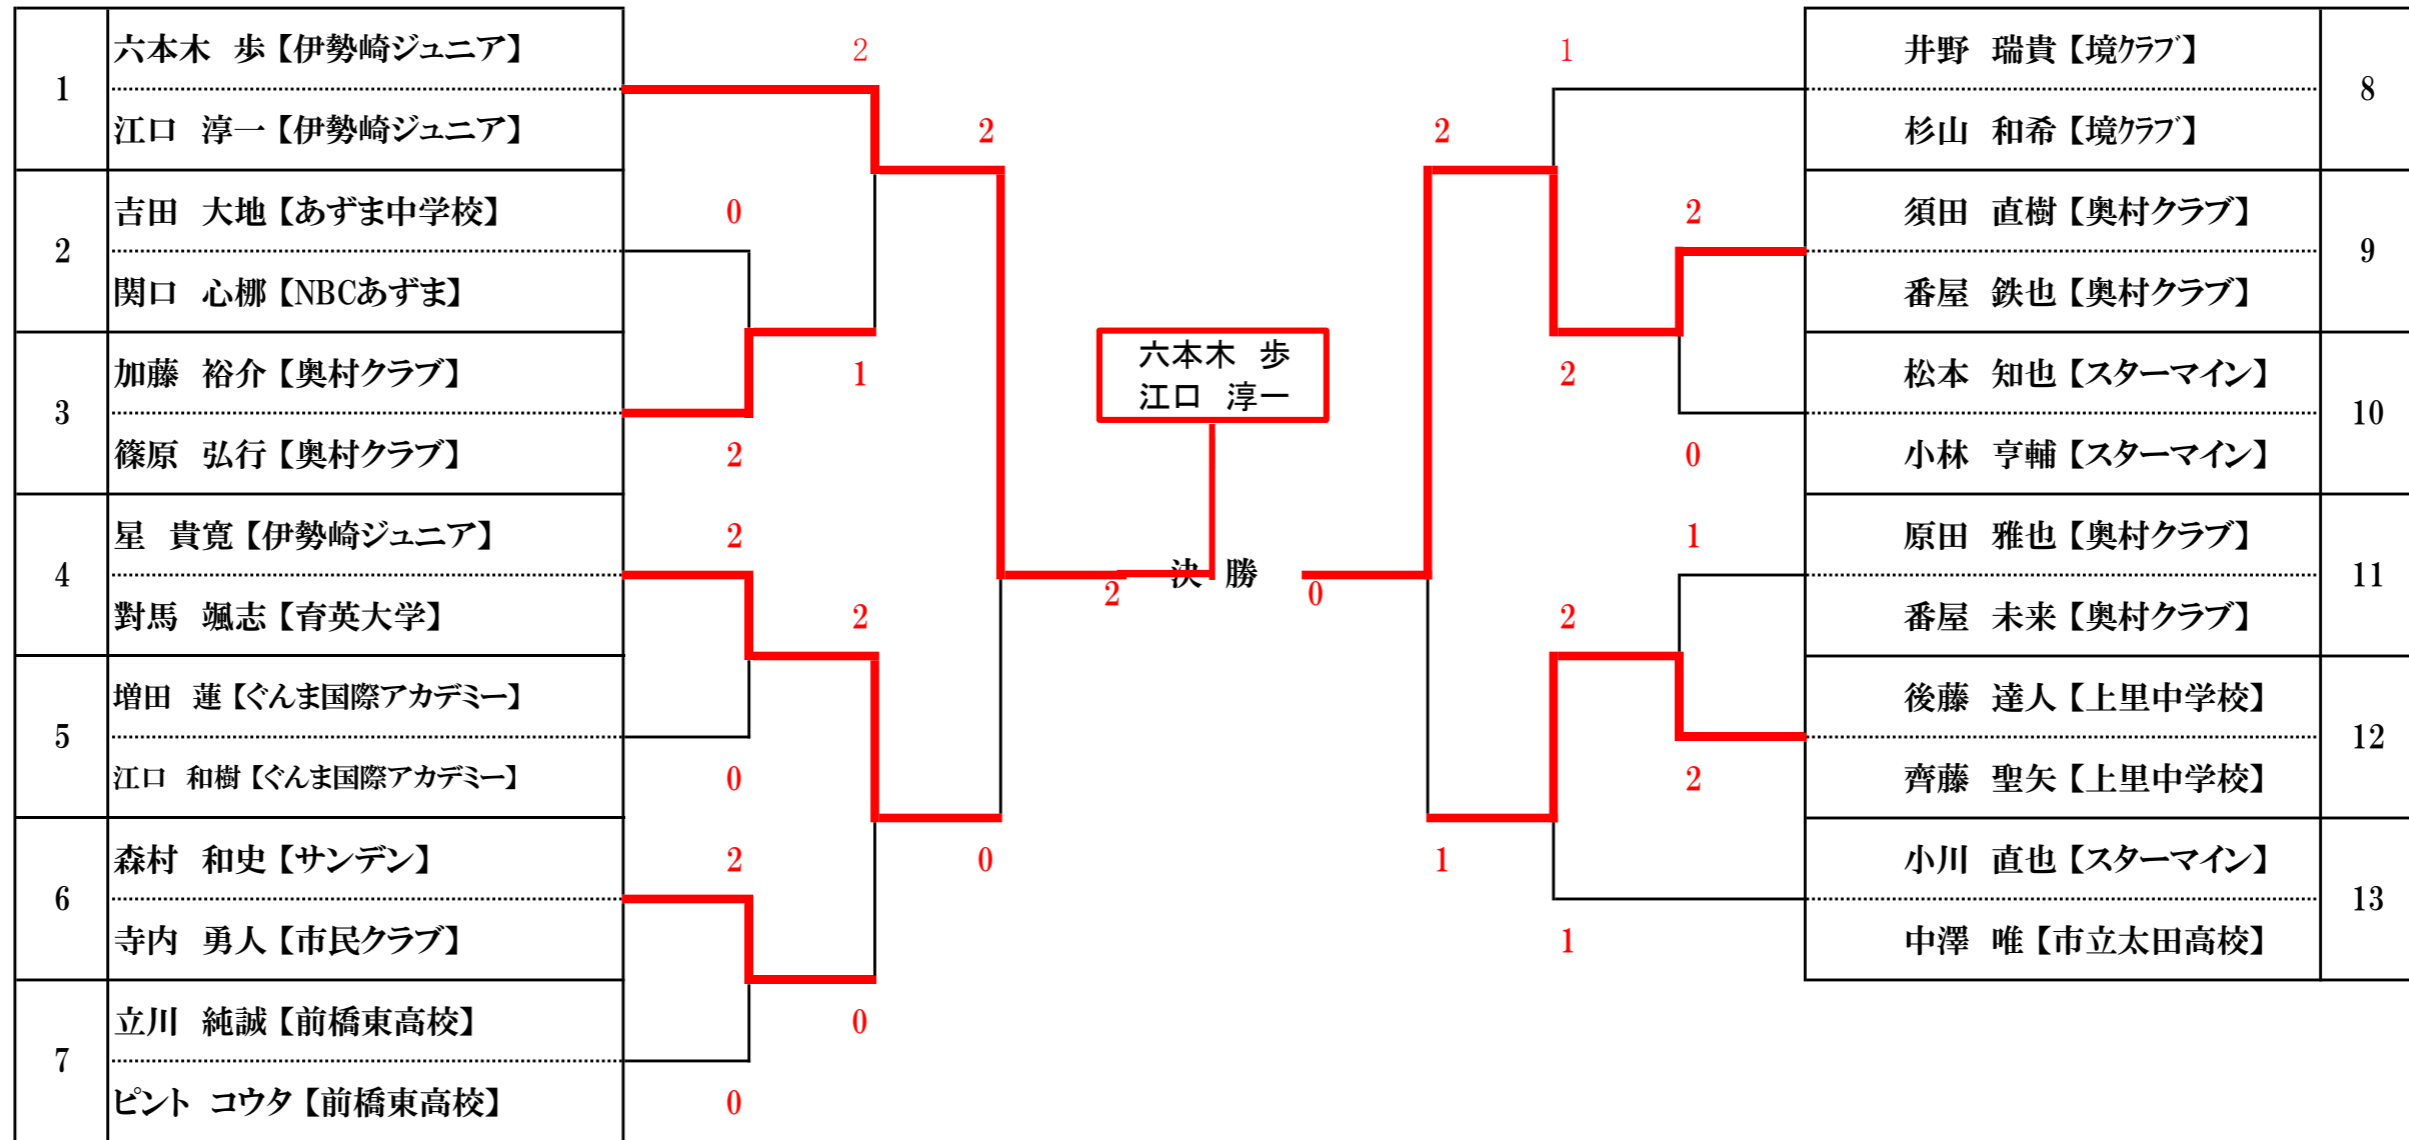 1
六本木 歩【伊勢崎ジュニア】
江口 淳一【伊勢崎ジュニア】
2
吉田 大地【あずま中学校】
関口 心梛【NBCあずま】
3
加藤 裕介【奥村クラブ】
篠原 弘行【奥村クラブ】
4
星 貴寛【伊勢崎ジュニア】
對馬 颯志【育英大学】
5
増田 蓮【ぐんま国際アカデミー】
江口 和樹【ぐんま国際アカデミー】
6
森村 和史【サンデン】
寺内 勇人【市民クラブ】
7
立川 純誠【前橋東高校】
ピント コウタ【前橋東高校】
2
0
1
2
2
2
0
2
0
0
2
0
六本木 歩
江口 淳一
決 勝
2
0
1
2
2
2
0
1
2
2
1
1
井野 瑞貴【境クラブ】
杉山 和希【境クラブ】
8
須田 直樹【奥村クラブ】
番屋 鉄也【奥村クラブ】
9
松本 知也【スターマイン】
小林 亨輔【スターマイン】
10
原田 雅也【奥村クラブ】
番屋 未来【奥村クラブ】
11
後藤 達人【上里中学校】
齊藤 聖矢【上里中学校】
12
小川 直也【スターマイン】
中澤 唯【市立太田高校】
13